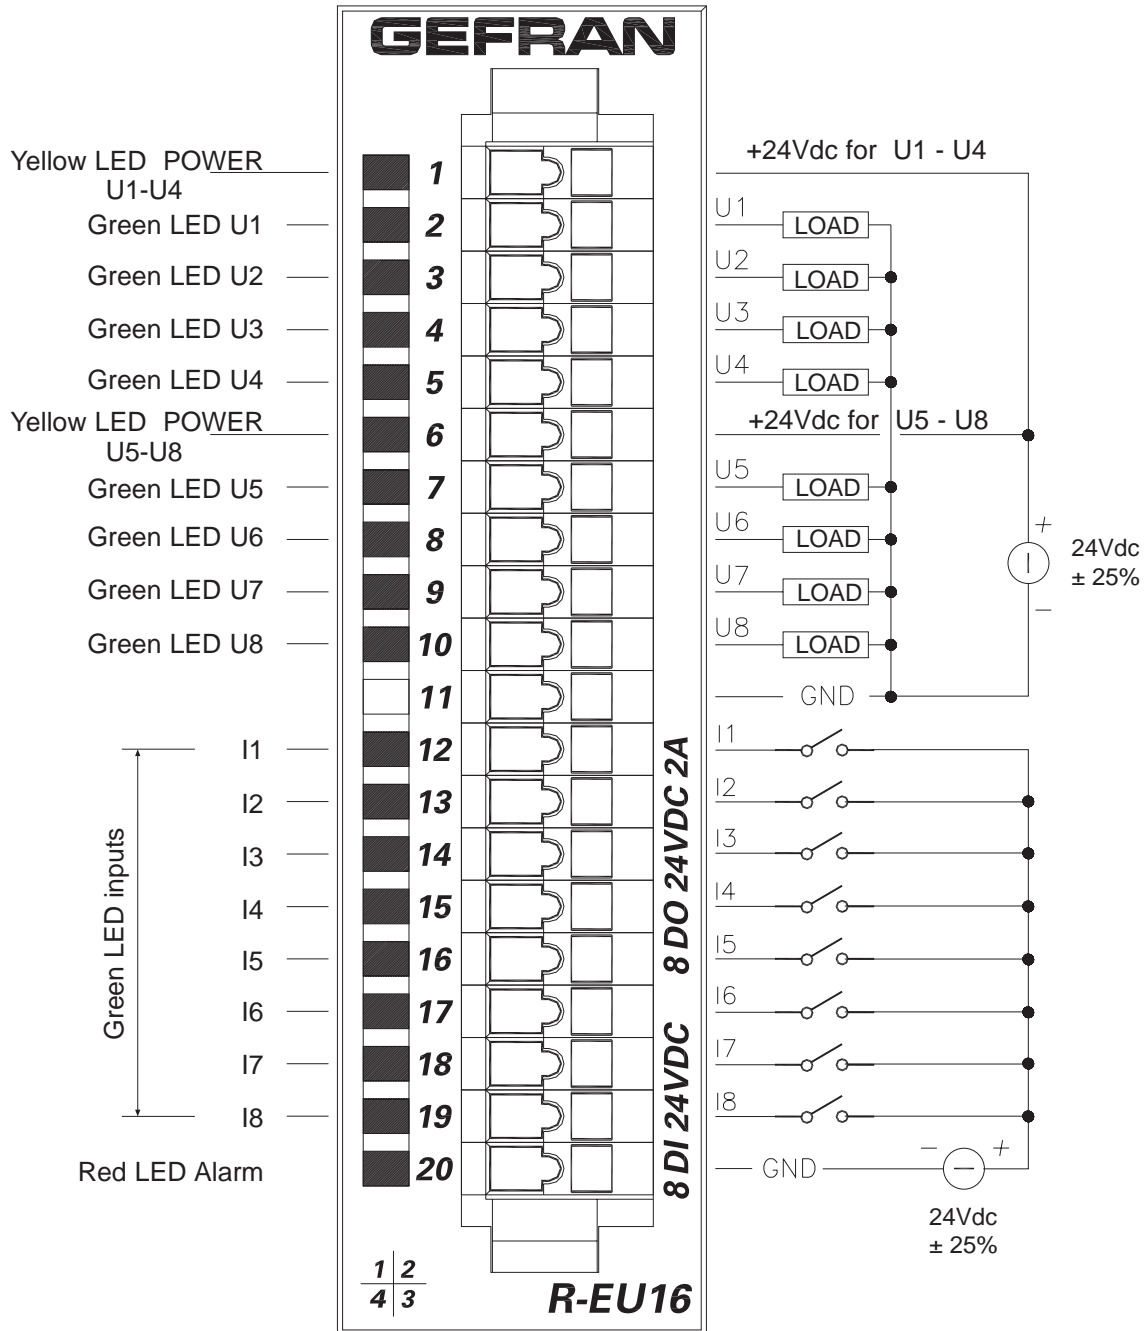 GEFRAN
Yellow LED POWER
U1-U4
1
+24Vdc for U1 - U4
Green LED U1
2
U1
LOAD
Green LED U2
3
U2
LOAD
Green LED U3
4
U3
LOAD
Green LED U4
5
U4
LOAD
Yellow LED POWER
U5-U8
6
+24Vdc for U5 - U8
Green LED U5
7
U5
LOAD
Green LED U6
8
U6
LOAD
+
24Vdc
± 25%
−
Green LED U7
9
U7
LOAD
Green LED U8
10
U8
LOAD
11
GND
Green LED inputs
I1
12
I1
I2
13
I2
I3
14
I3
I4
15
I4
I5
16
I5
I6
17
I6
I7
18
I7
I8
19
I8
Red LED Alarm
20
GND
− +
24Vdc
± 25%
8 DO 24VDC 2A
8 DI 24VDC
1 2
4 3
R-EU16